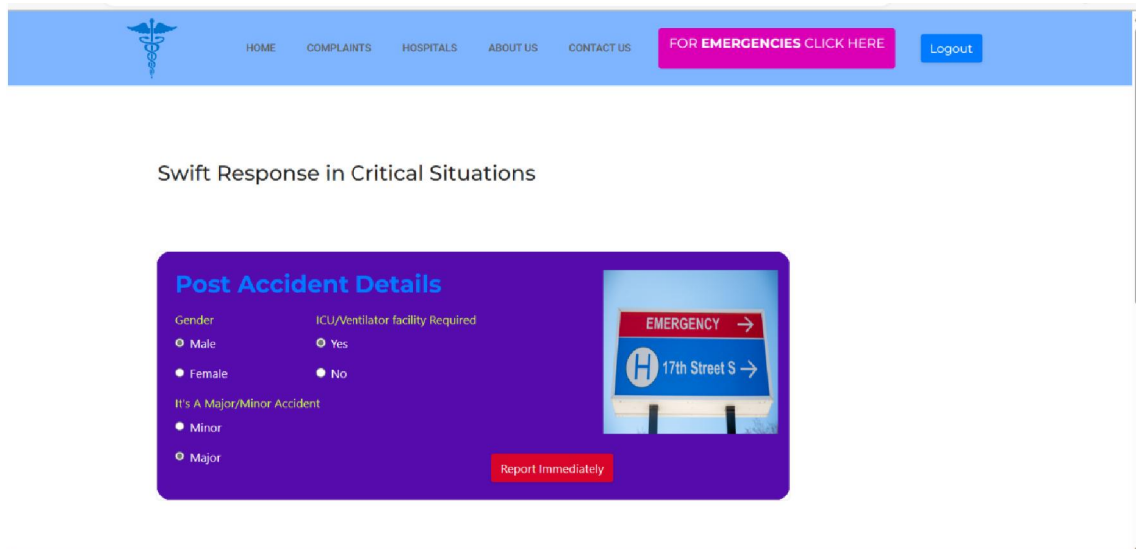 HOME COMPLAINTS HOSPITALS ABOUT US CONTACT US FOR EMERGENCIES CLICK HERE Logout
Swift Response in Critical Situations
Post Accident Details
Gender ICU/Ventilator facility Required
Male Yes
Female No
It's A Major/Minor Accident
Minor
Major
Report Immediately
EMERGENCY
H 17th Street S